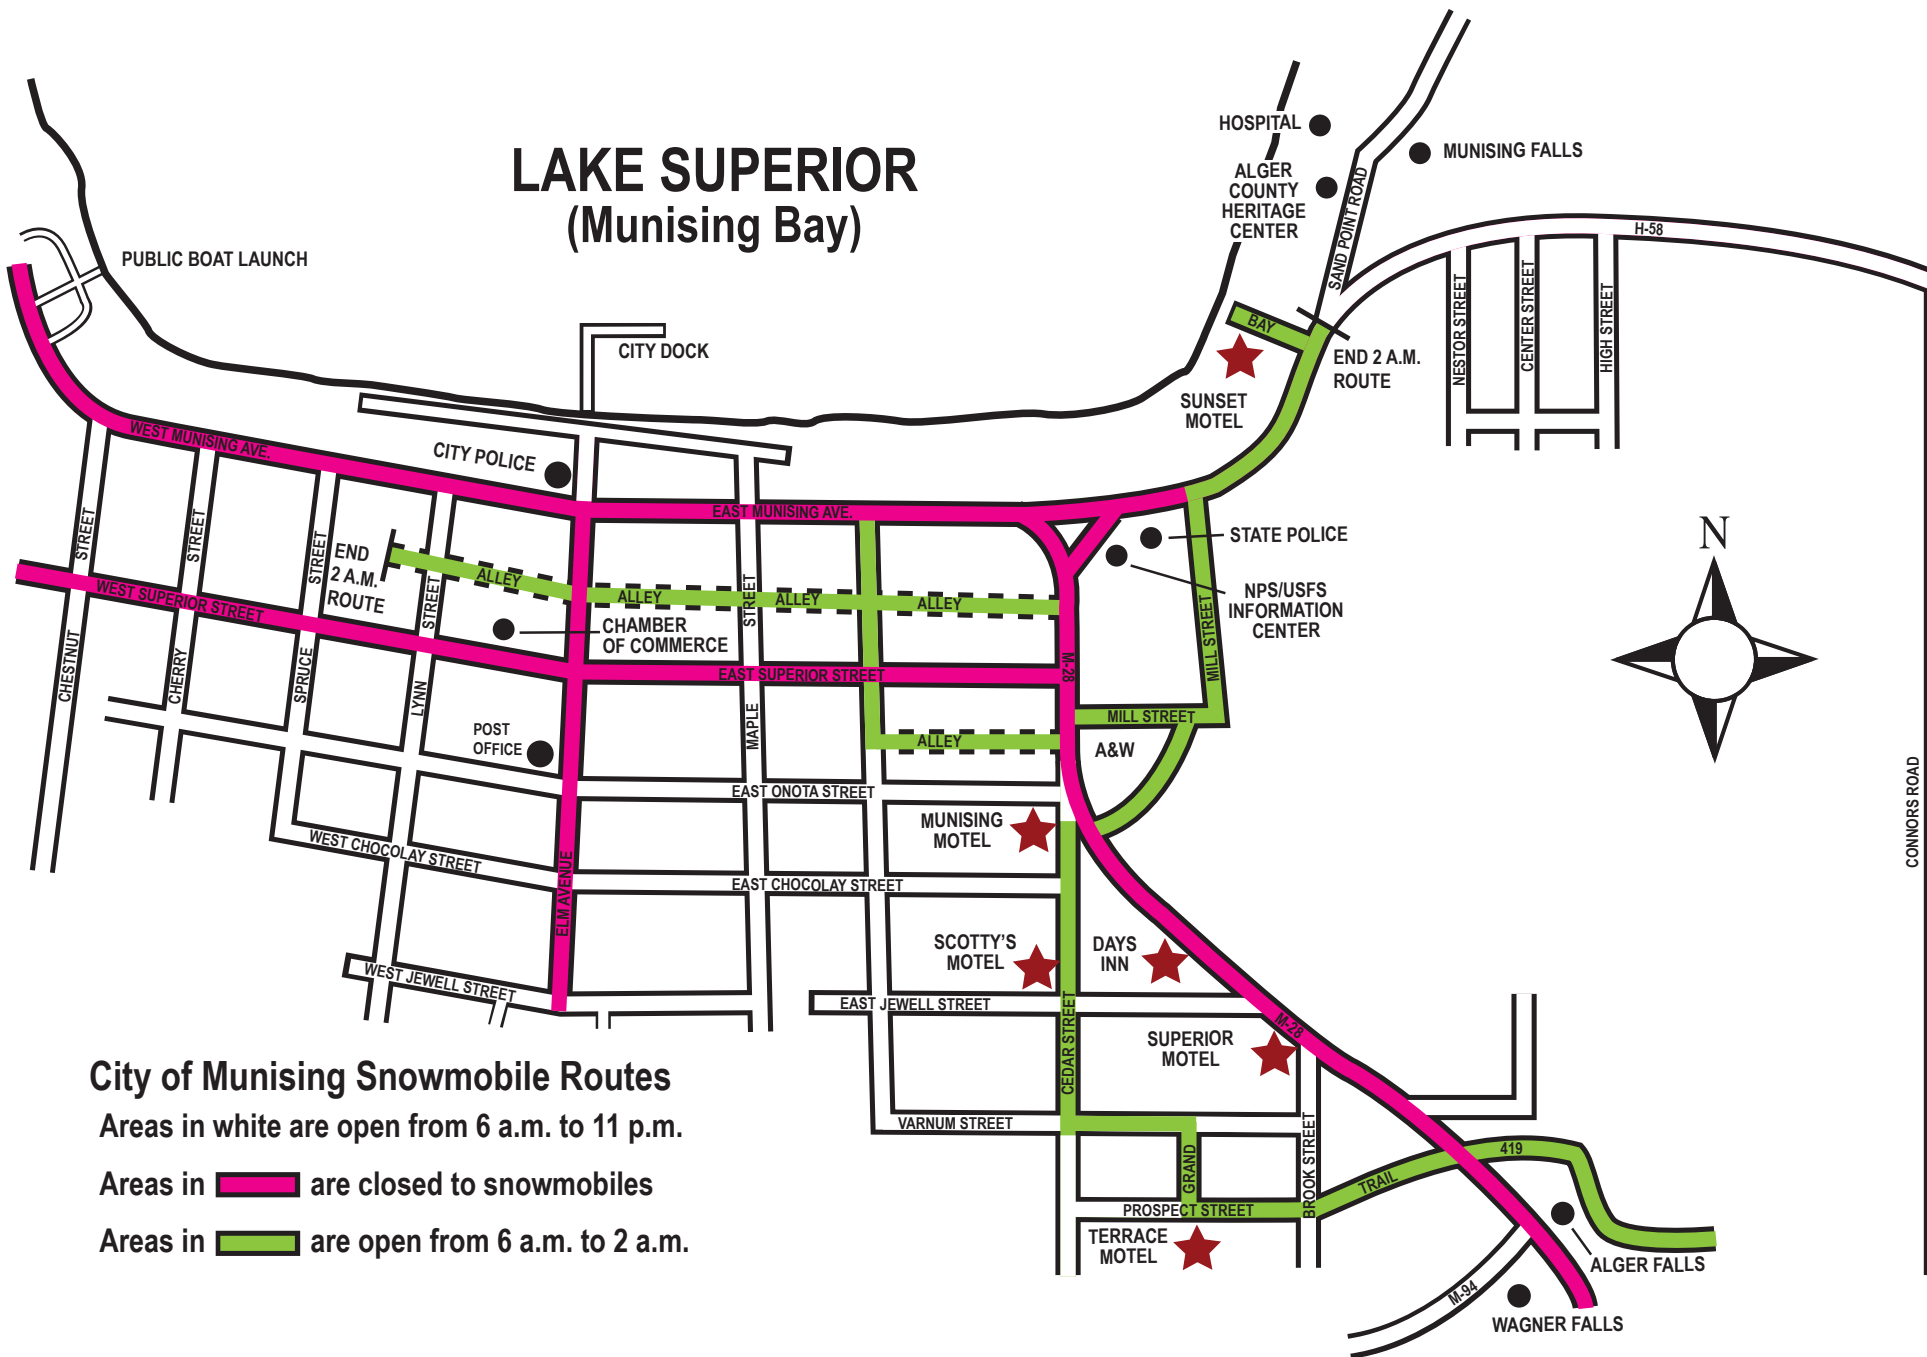 LAKE SUPERIOR
(Munising Bay)
HOSPITAL
ALGER
COUNTY
HERITAGE
CENTER
MUNISING FALLS
SAND POINT ROAD
H-58
NESTOR STREET
CENTER STREET
HIGH STREET
PUBLIC BOAT LAUNCH
CITY DOCK
BAY
END 2 A.M.
ROUTE
SUNSET
MOTEL
WEST MUNISING AVE.
CITY POLICE
EAST MUNISING AVE.
STATE POLICE
NPS/USFS
INFORMATION
CENTER
N
END
2 A.M.
ROUTE
ALLEY
ALLEY
ALLEY
ALLEY
CHAMBER
OF COMMERCE
WEST SUPERIOR STREET
EAST SUPERIOR STREET
CHESTNUT STREET
CHERRY STREET
SPRUCE STREET
LYNN STREET
MAPLE STREET
M-28
MILL STREET
MILL STREET
ALLEY
A&W
POST
OFFICE
EAST ONOTA STREET
MUNISING
MOTEL
WEST CHOCOLAY STREET
EAST CHOCOLAY STREET
ELM AVENUE
CONNORS ROAD
SCOTTY'S
MOTEL
DAYS
INN
WEST JEWELL STREET
EAST JEWELL STREET
CEDAR STREET
M-28
SUPERIOR
MOTEL
VARNUM STREET
GRAND
BROOK STREET
PROSPECT STREET
TRAIL
419
TERRACE
MOTEL
ALGER FALLS
M-94
WAGNER FALLS
City of Munising Snowmobile Routes
Areas in white are open from 6 a.m. to 11 p.m.
Areas in are closed to snowmobiles
Areas in are open from 6 a.m. to 2 a.m.